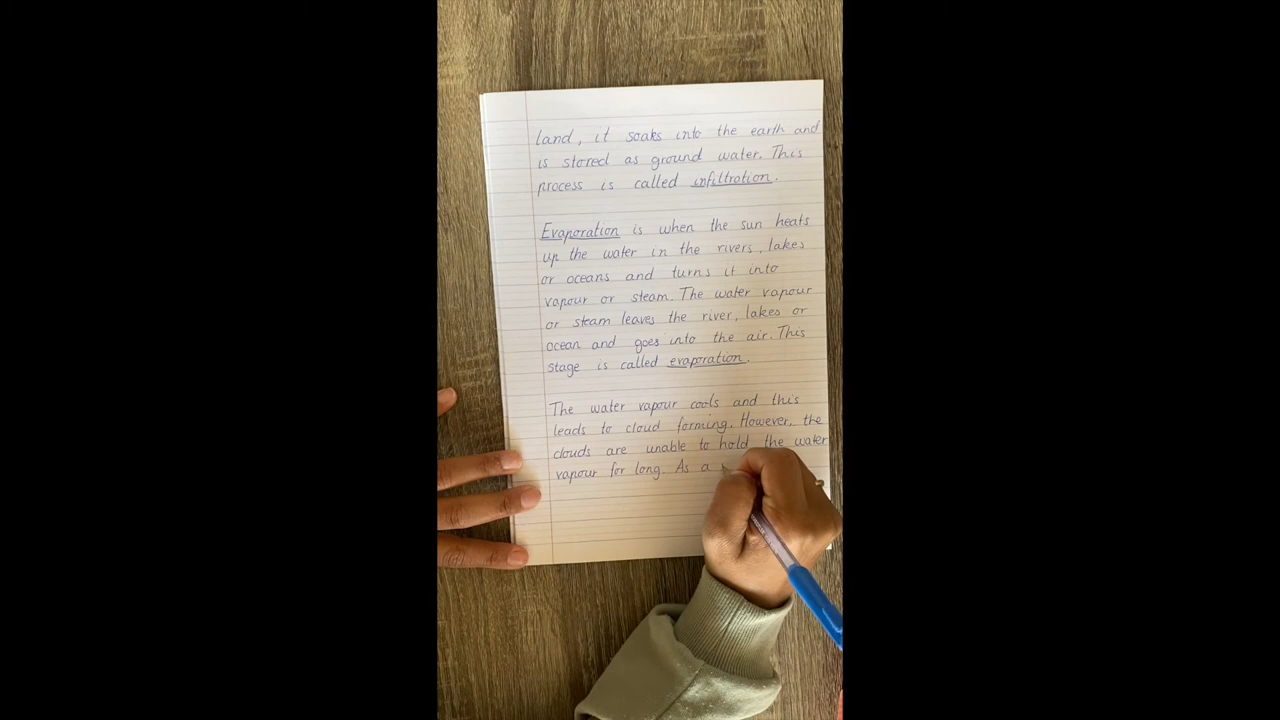 land, it soaks into the earth and
is stored as ground water. This
process is called infiltration.
Evaporation is when the sun heats
up the water in the rivers, lakes
or oceans and turns it into
vapour or steam. The water vapour
or steam leaves the river, lakes or
ocean and goes into the air. This
stage is called evaporation.
The water vapour cools and this
leads to cloud forming. However, the
clouds are unable to hold the water
vapour for long. As a